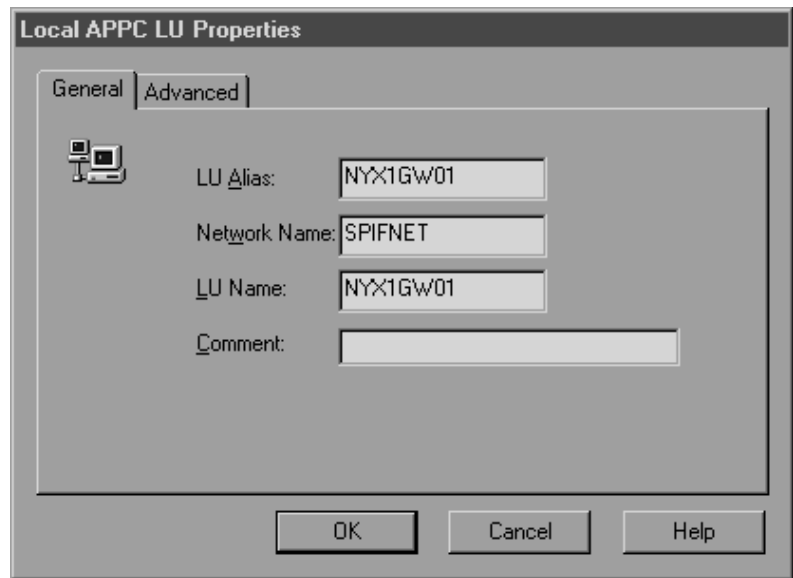 Local APPC LU Properties
General Advanced
LU Alias: NYX1GW01
Network Name: SPIFNET
LU Name: NYX1GW01
Comment:
OK Cancel Help